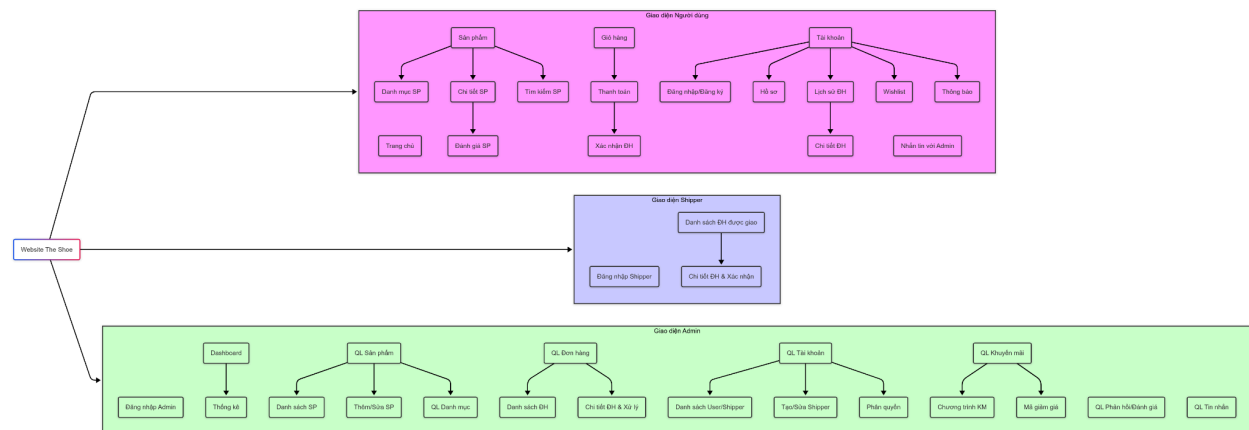 Giao diện Người dùng
Sản phẩm
Giỏ hàng
Tài khoản
Danh mục SP
Chi tiết SP
Tìm kiếm SP
Thanh toán
Đăng nhập/Đăng ký
Hồ sơ
Lịch sử ĐH
Wishlist
Thông báo
Trang chủ
Đánh giá SP
Xác nhận ĐH
Chi tiết ĐH
Nhắn tin với Admin
Giao diện Shipper
Danh sách ĐH được giao
Website The Shoe
Đăng nhập Shipper
Chi tiết ĐH & Xác nhận
Giao diện Admin
Dashboard
QL Sản phẩm
QL Đơn hàng
QL Tài khoản
QL Khuyến mãi
Đăng nhập Admin
Thống kê
Danh sách SP
Thêm/Sửa SP
QL Danh mục
Danh sách ĐH
Chi tiết ĐH & Xử lý
Danh sách User/Shipper
Tạo/Sửa Shipper
Phân quyền
Chương trình KM
Mã giảm giá
QL Phản hồi/Đánh giá
QL Tin nhắn